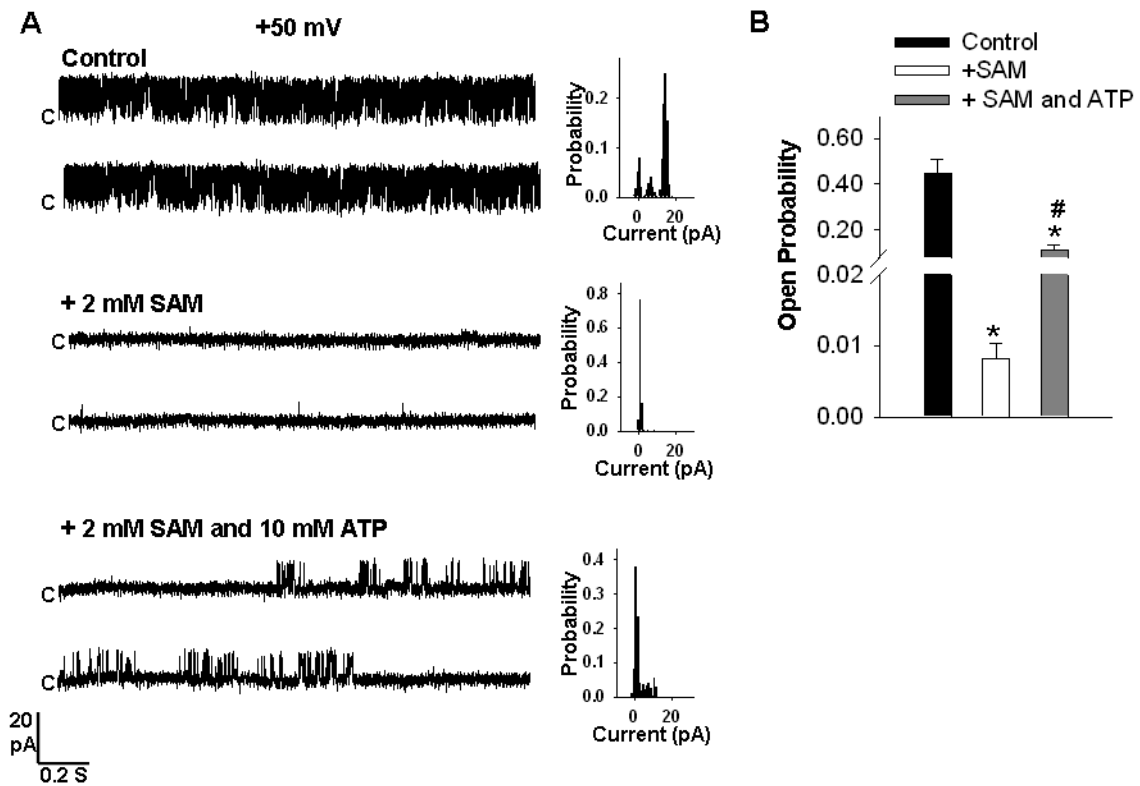 A
+50 mV
Control
C
C
Probability
0.2
0.1
0.0
0 20
Current (pA)
+ 2 mM SAM
C
C
Probability
0.8
0.6
0.4
0.2
0.0
0 20
Current (pA)
+ 2 mM SAM and 10 mM ATP
C
C
Probability
0.4
0.3
0.2
0.1
0.0
0 20
Current (pA)
20
pA
0.2 S
B
Control
+SAM
+ SAM and ATP
Open Probability
0.60
0.40
0.20
0.02
0.01
0.00
*
#
*